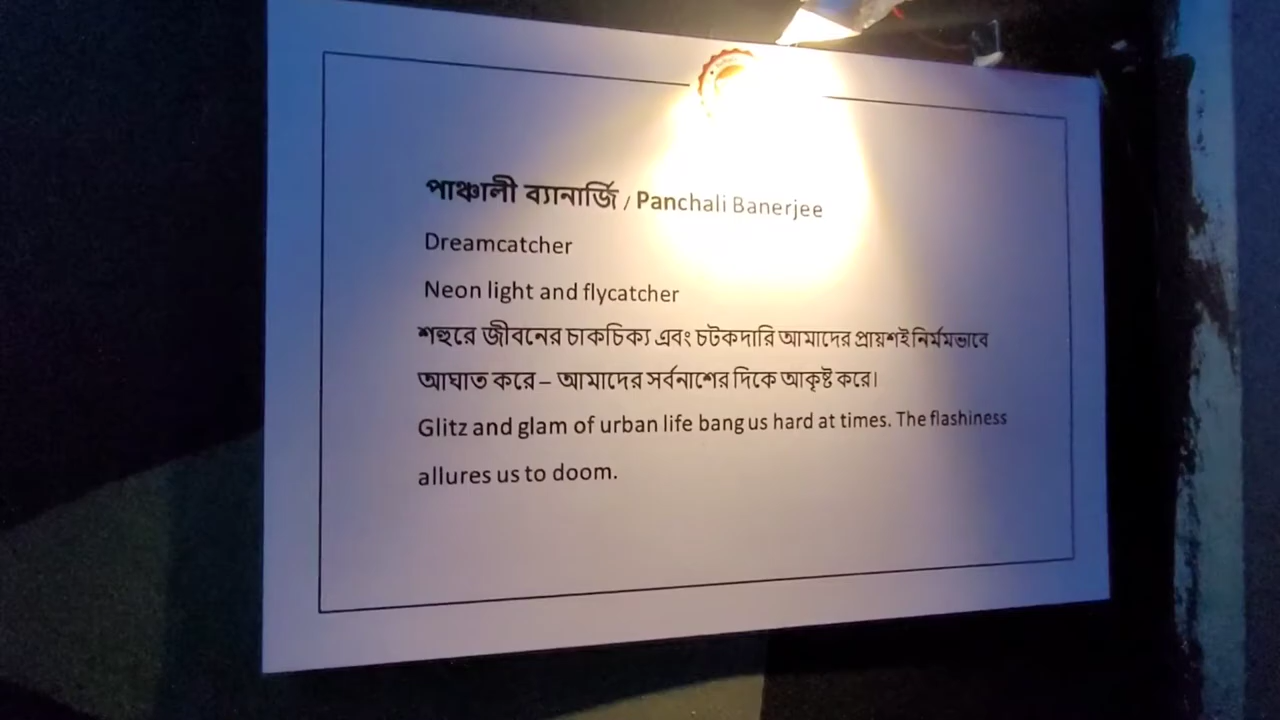 পাঞ্চালী ব্যানার্জি / Panchali Banerjee
Dreamcatcher
Neon light and flycatcher
শহুরে জীবনের চাকচিক্য এবং চটকদারি আমাদের প্রায়শই নির্মমভাবে
আঘাত করে – আমাদের সর্বনাশের দিকে আকৃষ্ট করে।
Glitz and glam of urban life bang us hard at times. The flashiness
allures us to doom.